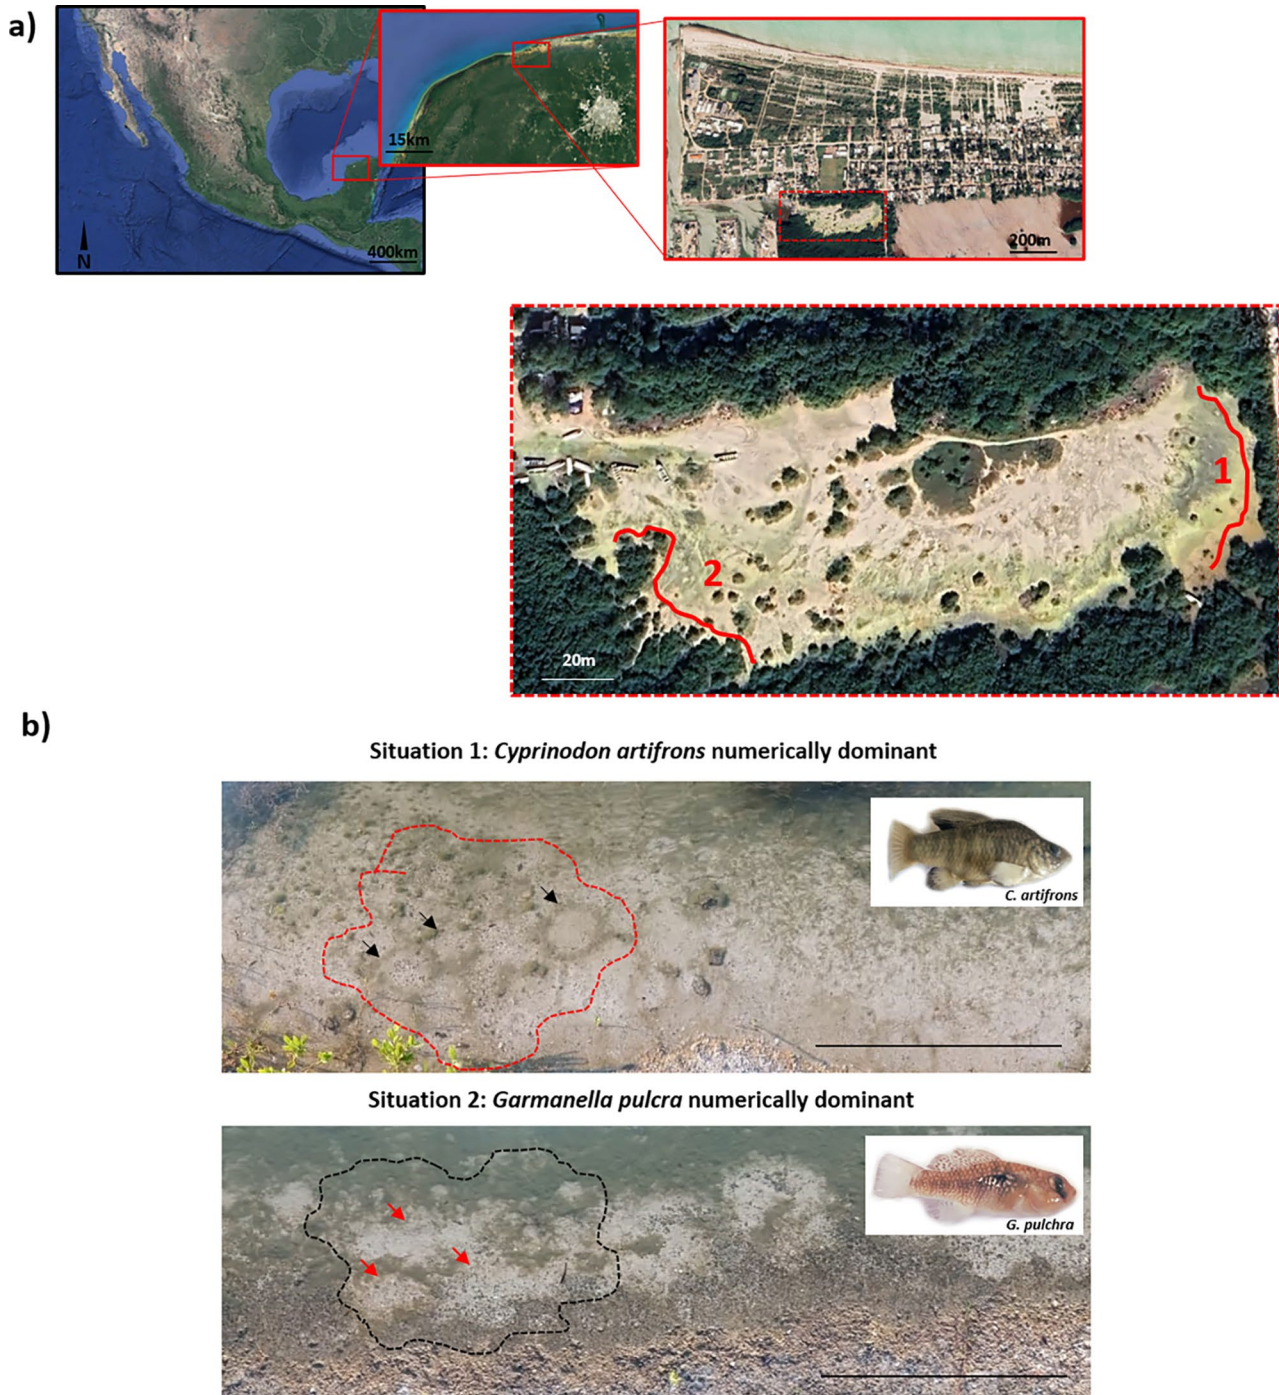 a)
15km
N
400km
200m
1
2
20m
b)
Situation 1: Cyprinodon artifrons numerically dominant
C. artifrons
Situation 2: Garmanella pulcra numerically dominant
G. pulchra